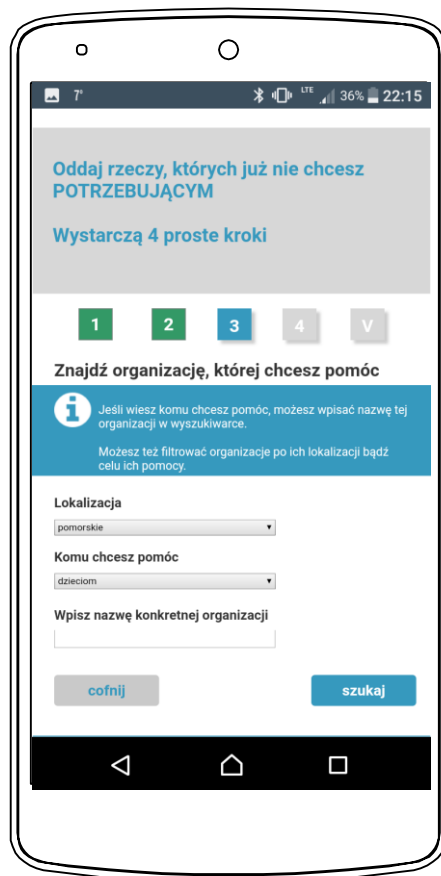 7° LTE 36% 22:15
Oddaj rzeczy, których już nie chcesz
POTRZEBUJĄCYM
Wystarczą 4 proste kroki
1 2 3 4 V
Znajdź organizację, której chcesz pomóc
Jeśli wiesz komu chcesz pomóc, możesz wpisać nazwę tej
organizacji w wyszukiwarce.
Możesz też filtrować organizacje po ich lokalizacji bądź
celu ich pomocy.
Lokalizacja
pomorskie
Komu chcesz pomóc
dzieciom
Wpisz nazwę konkretnej organizacji
cofnij szukaj